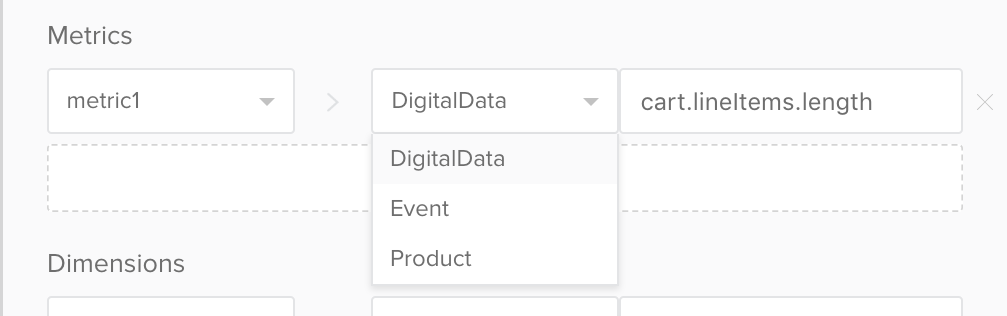 Metrics
metric1
DigitalData
cart.lineItems.length
DigitalData
Event
Product
Dimensions